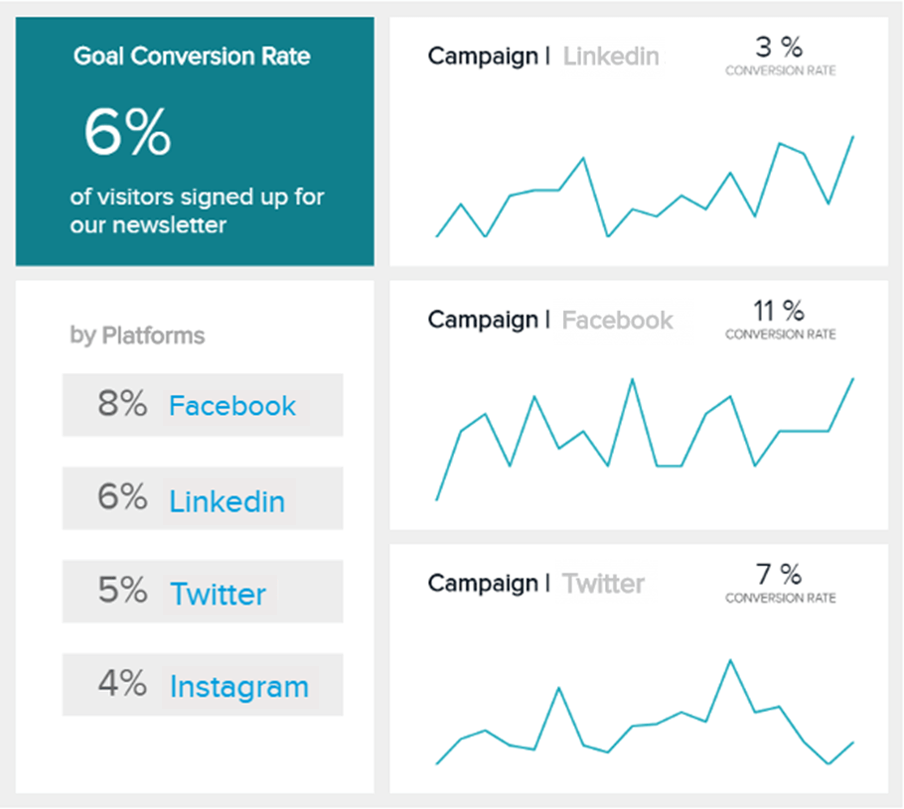 Goal Conversion Rate
6%
of visitors signed up for
our newsletter
by Platforms
8% Facebook
6% Linkedin
5% Twitter
4% Instagram
Campaign | Linkedin
3 %
CONVERSION RATE
Campaign | Facebook
11 %
CONVERSION RATE
Campaign | Twitter
7 %
CONVERSION RATE